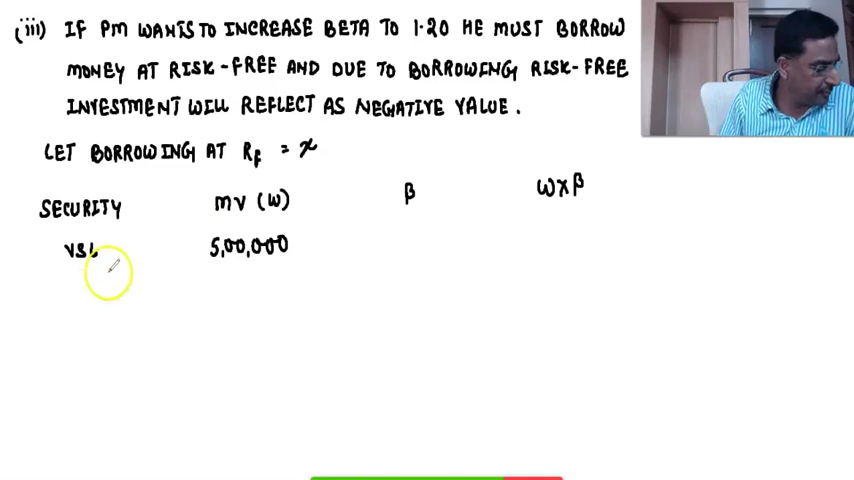 (iii) IF PM WANTS TO INCREASE BETA TO 1.20 HE MUST BORROW
MONEY AT RISK-FREE AND DUE TO BORROWING RISK-FREE
INVESTMENT WILL REFLECT AS NEGATIVE VALUE.
LET BORROWING AT Rf = x
SECURITY MV (W) β W×β
VSL 5,00,000